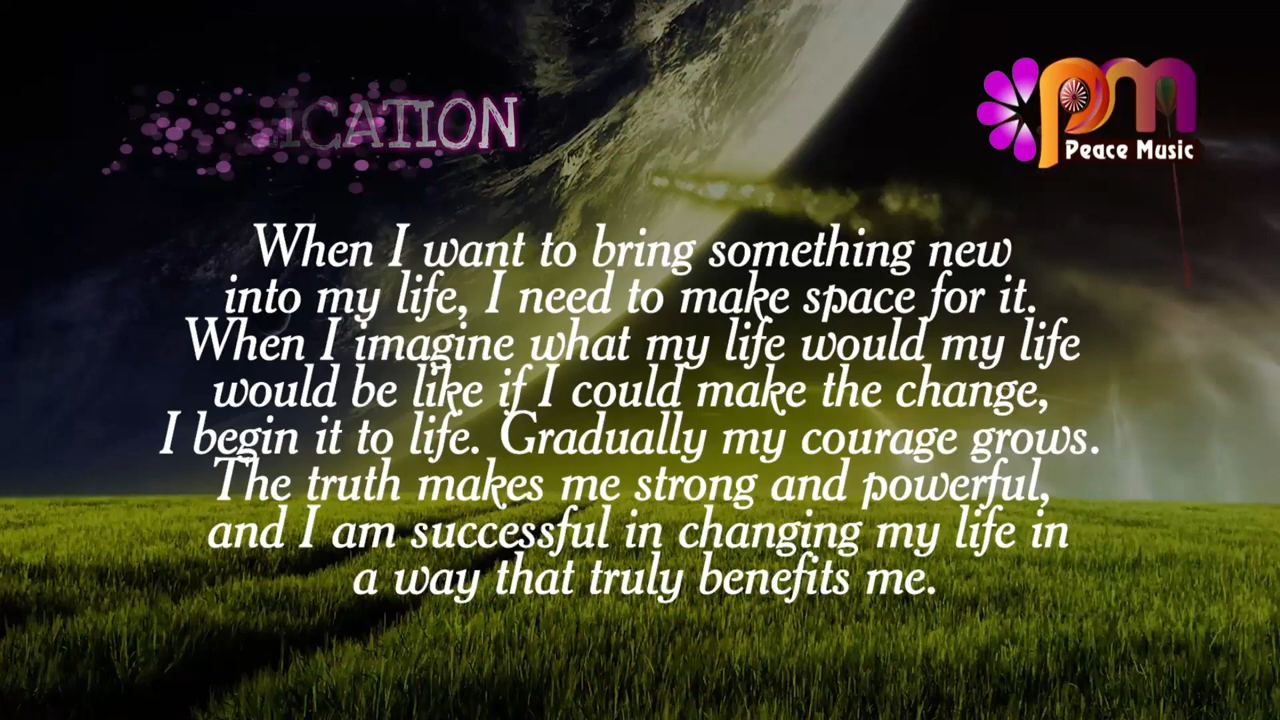 ICATION
pm
Peace Music
When I want to bring something new
into my life, I need to make space for it.
When I imagine what my life would my life
would be like if I could make the change,
I begin it to life. Gradually my courage grows.
The truth makes me strong and powerful,
and I am successful in changing my life in
a way that truly benefits me.